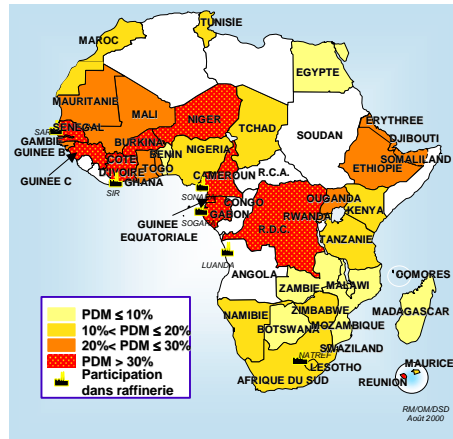 TUNISIE
MAROC
EGYPTE
MAURITANIE
MALI
NIGER
ERYTHREE
SENEGAL
TCHAD
SOUDAN
DJIBOUTI
GAMBIE
BURKINA
GUINEE B
BENIN
NIGERIA
SOMALILAND
COTE
D'IVOIRE
TOGO
ETHIOPIE
GUINEE C
GHANA
CAMEROUN
R.C.A.
SIR
OUGANDA
GUINEE
EQUATORIALE
CONGO
KENYA
GABON
RWANDA
R.D.C.
TANZANIE
LUANDA
COMORES
ANGOLA
MALAWI
ZAMBIE
MADAGASCAR
PDM ≤ 10%
10%< PDM ≤ 20%
20%< PDM ≤ 30%
PDM > 30%
Participation
dans raffinerie
ZIMBABWE
NAMIBIE
MOZAMBIQUE
BOTSWANA
NATREF
SWAZILAND
MAURICE
LESOTHO
REUNION
AFRIQUE DU SUD
RM/OM/DSD
Août 2000